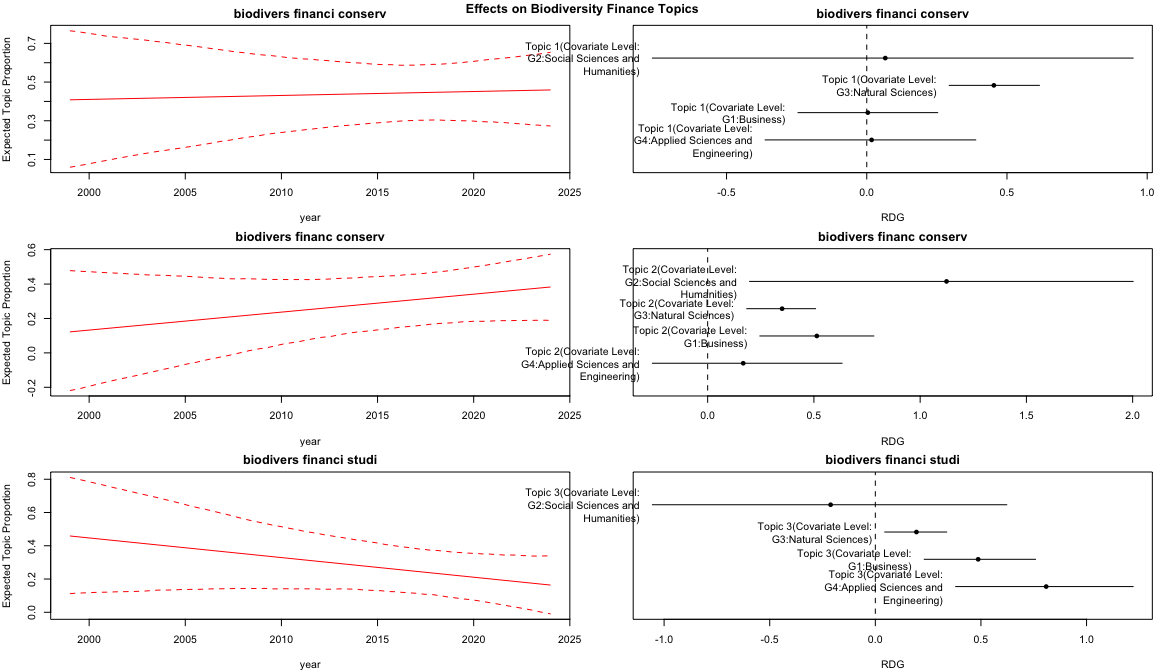 Effects on Biodiversity Finance Topics
biodivers financi conserv
Expected Topic Proportion
0.7
0.5
0.3
0.1
2000 2005 2010 2015 2020 2025
year
biodivers financi conserv
Topic 1(Covariate Level:
G2:Social Sciences and
Humanities)
Topic 1(Covariate Level:
G3:Natural Sciences)
Topic 1(Covariate Level:
G1:Business)
Topic 1(Covariate Level:
G4:Applied Sciences and
Engineering)
-0.5 0.0 0.5 1.0
RDG
biodivers financ conserv
Expected Topic Proportion
0.6
0.4
0.2
0.0
-0.2
2000 2005 2010 2015 2020 2025
year
biodivers financ conserv
Topic 2(Covariate Level:
G2:Social Sciences and
Humanities)
Topic 2(Covariate Level:
G3:Natural Sciences)
Topic 2(Covariate Level:
G1:Business)
Topic 2(Covariate Level:
G4:Applied Sciences and
Engineering)
0.0 0.5 1.0 1.5 2.0
RDG
biodivers financi studi
Expected Topic Proportion
0.8
0.6
0.4
0.2
0.0
2000 2005 2010 2015 2020 2025
year
biodivers financi studi
Topic 3(Covariate Level:
G2:Social Sciences and
Humanities)
Topic 3(Covariate Level:
G3:Natural Sciences)
Topic 3(Covariate Level:
G1:Business)
Topic 3(Covariate Level:
G4:Applied Sciences and
Engineering)
-1.0 -0.5 0.0 0.5 1.0
RDG